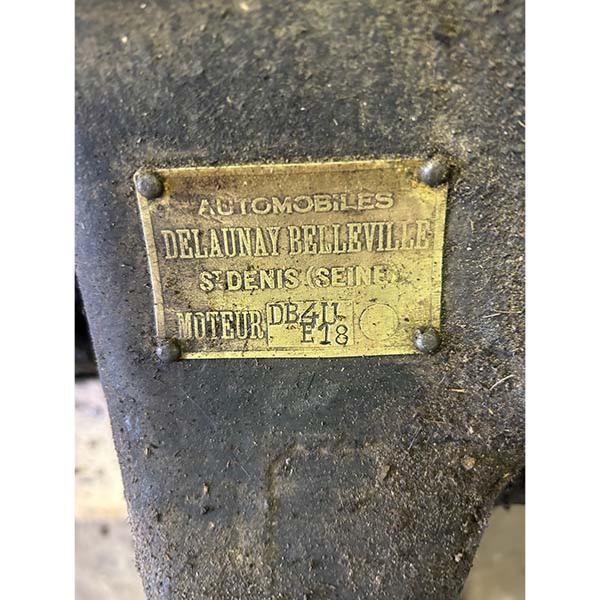 AUTOMOBILES
DELAUNAY BELLEVILLE
ST DENIS (SEINE)
MOTEUR DB4U
E18